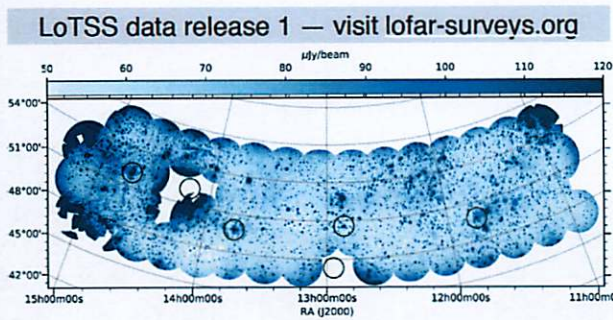 LoTSS data release 1 — visit lofar-surveys.org
μJy/beam
50 60 70 80 90 100 110 120
54°00'
51°00'
48°00'
45°00'
42°00'
15h00m00s 14h00m00s 13h00m00s 12h00m00s 11h00m00s
RA (J2000)